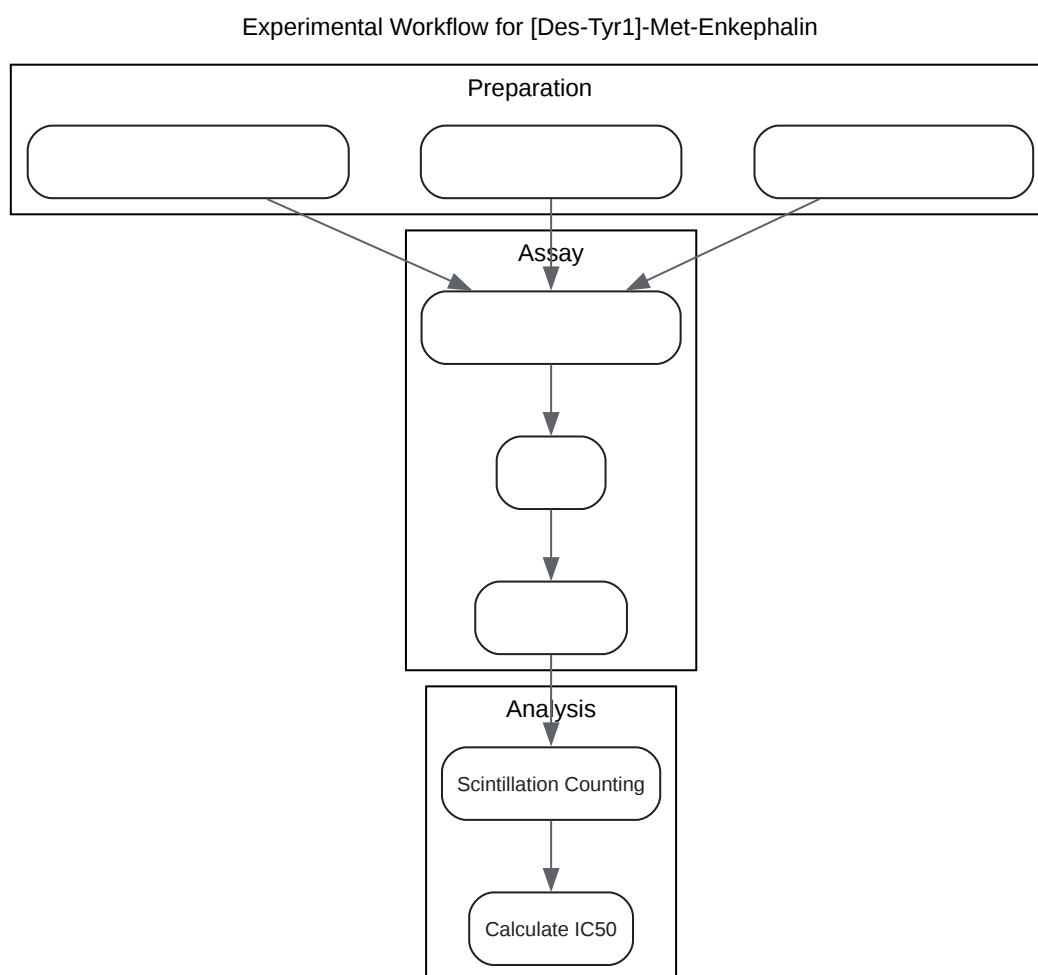 Experimental Workflow for [Des-Tyr1]-Met-Enkephalin
Preparation
Assay
Analysis
Scintillation Counting
Calculate IC50